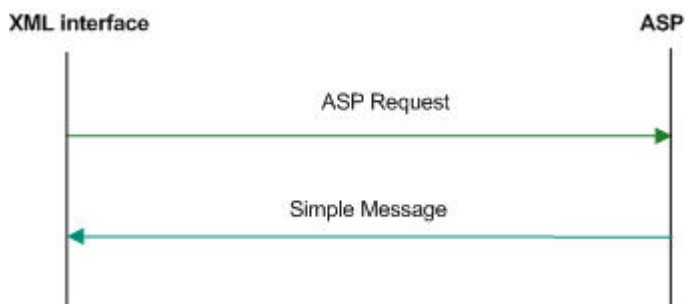 XML interface
ASP
ASP Request
Simple Message